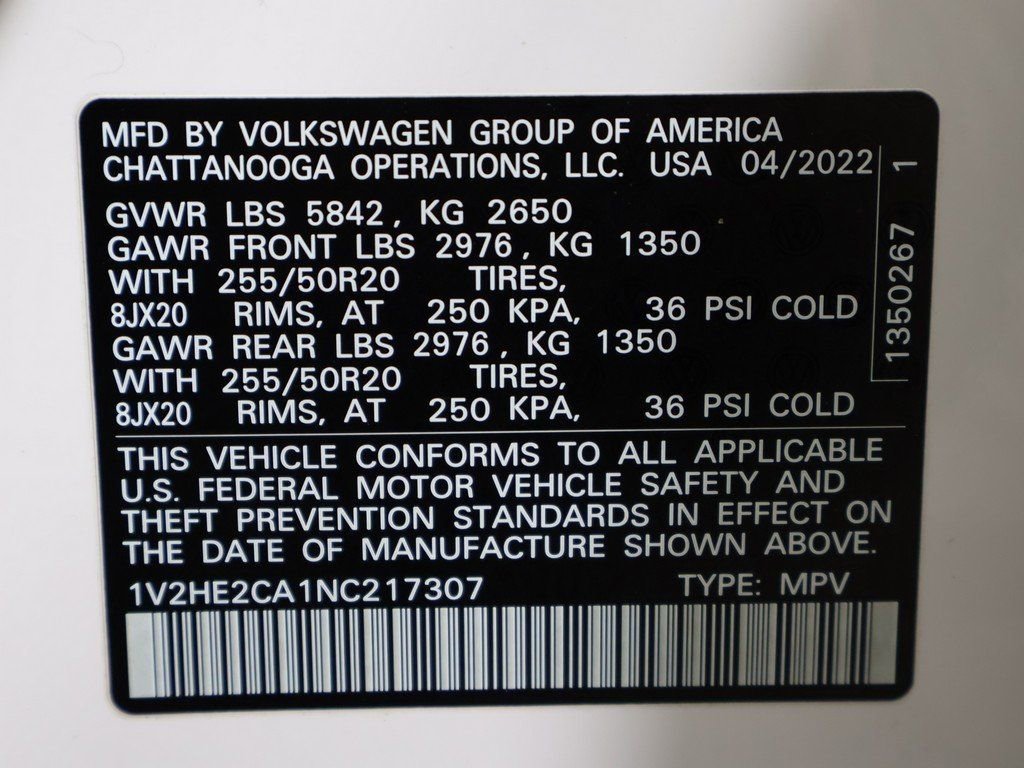 MFD BY VOLKSWAGEN GROUP OF AMERICA
CHATTANOOGA OPERATIONS, LLC. USA 04/2022
GVWR LBS 5842, KG 2650
GAWR FRONT LBS 2976, KG 1350
WITH 255/50R20 TIRES,
8JX20 RIMS, AT 250 KPA, 36 PSI COLD
GAWR REAR LBS 2976, KG 1350
WITH 255/50R20 TIRES,
8JX20 RIMS, AT 250 KPA, 36 PSI COLD
1350267 1
THIS VEHICLE CONFORMS TO ALL APPLICABLE
U.S. FEDERAL MOTOR VEHICLE SAFETY AND
THEFT PREVENTION STANDARDS IN EFFECT ON
THE DATE OF MANUFACTURE SHOWN ABOVE.
1V2HE2CA1NC217307 TYPE: MPV